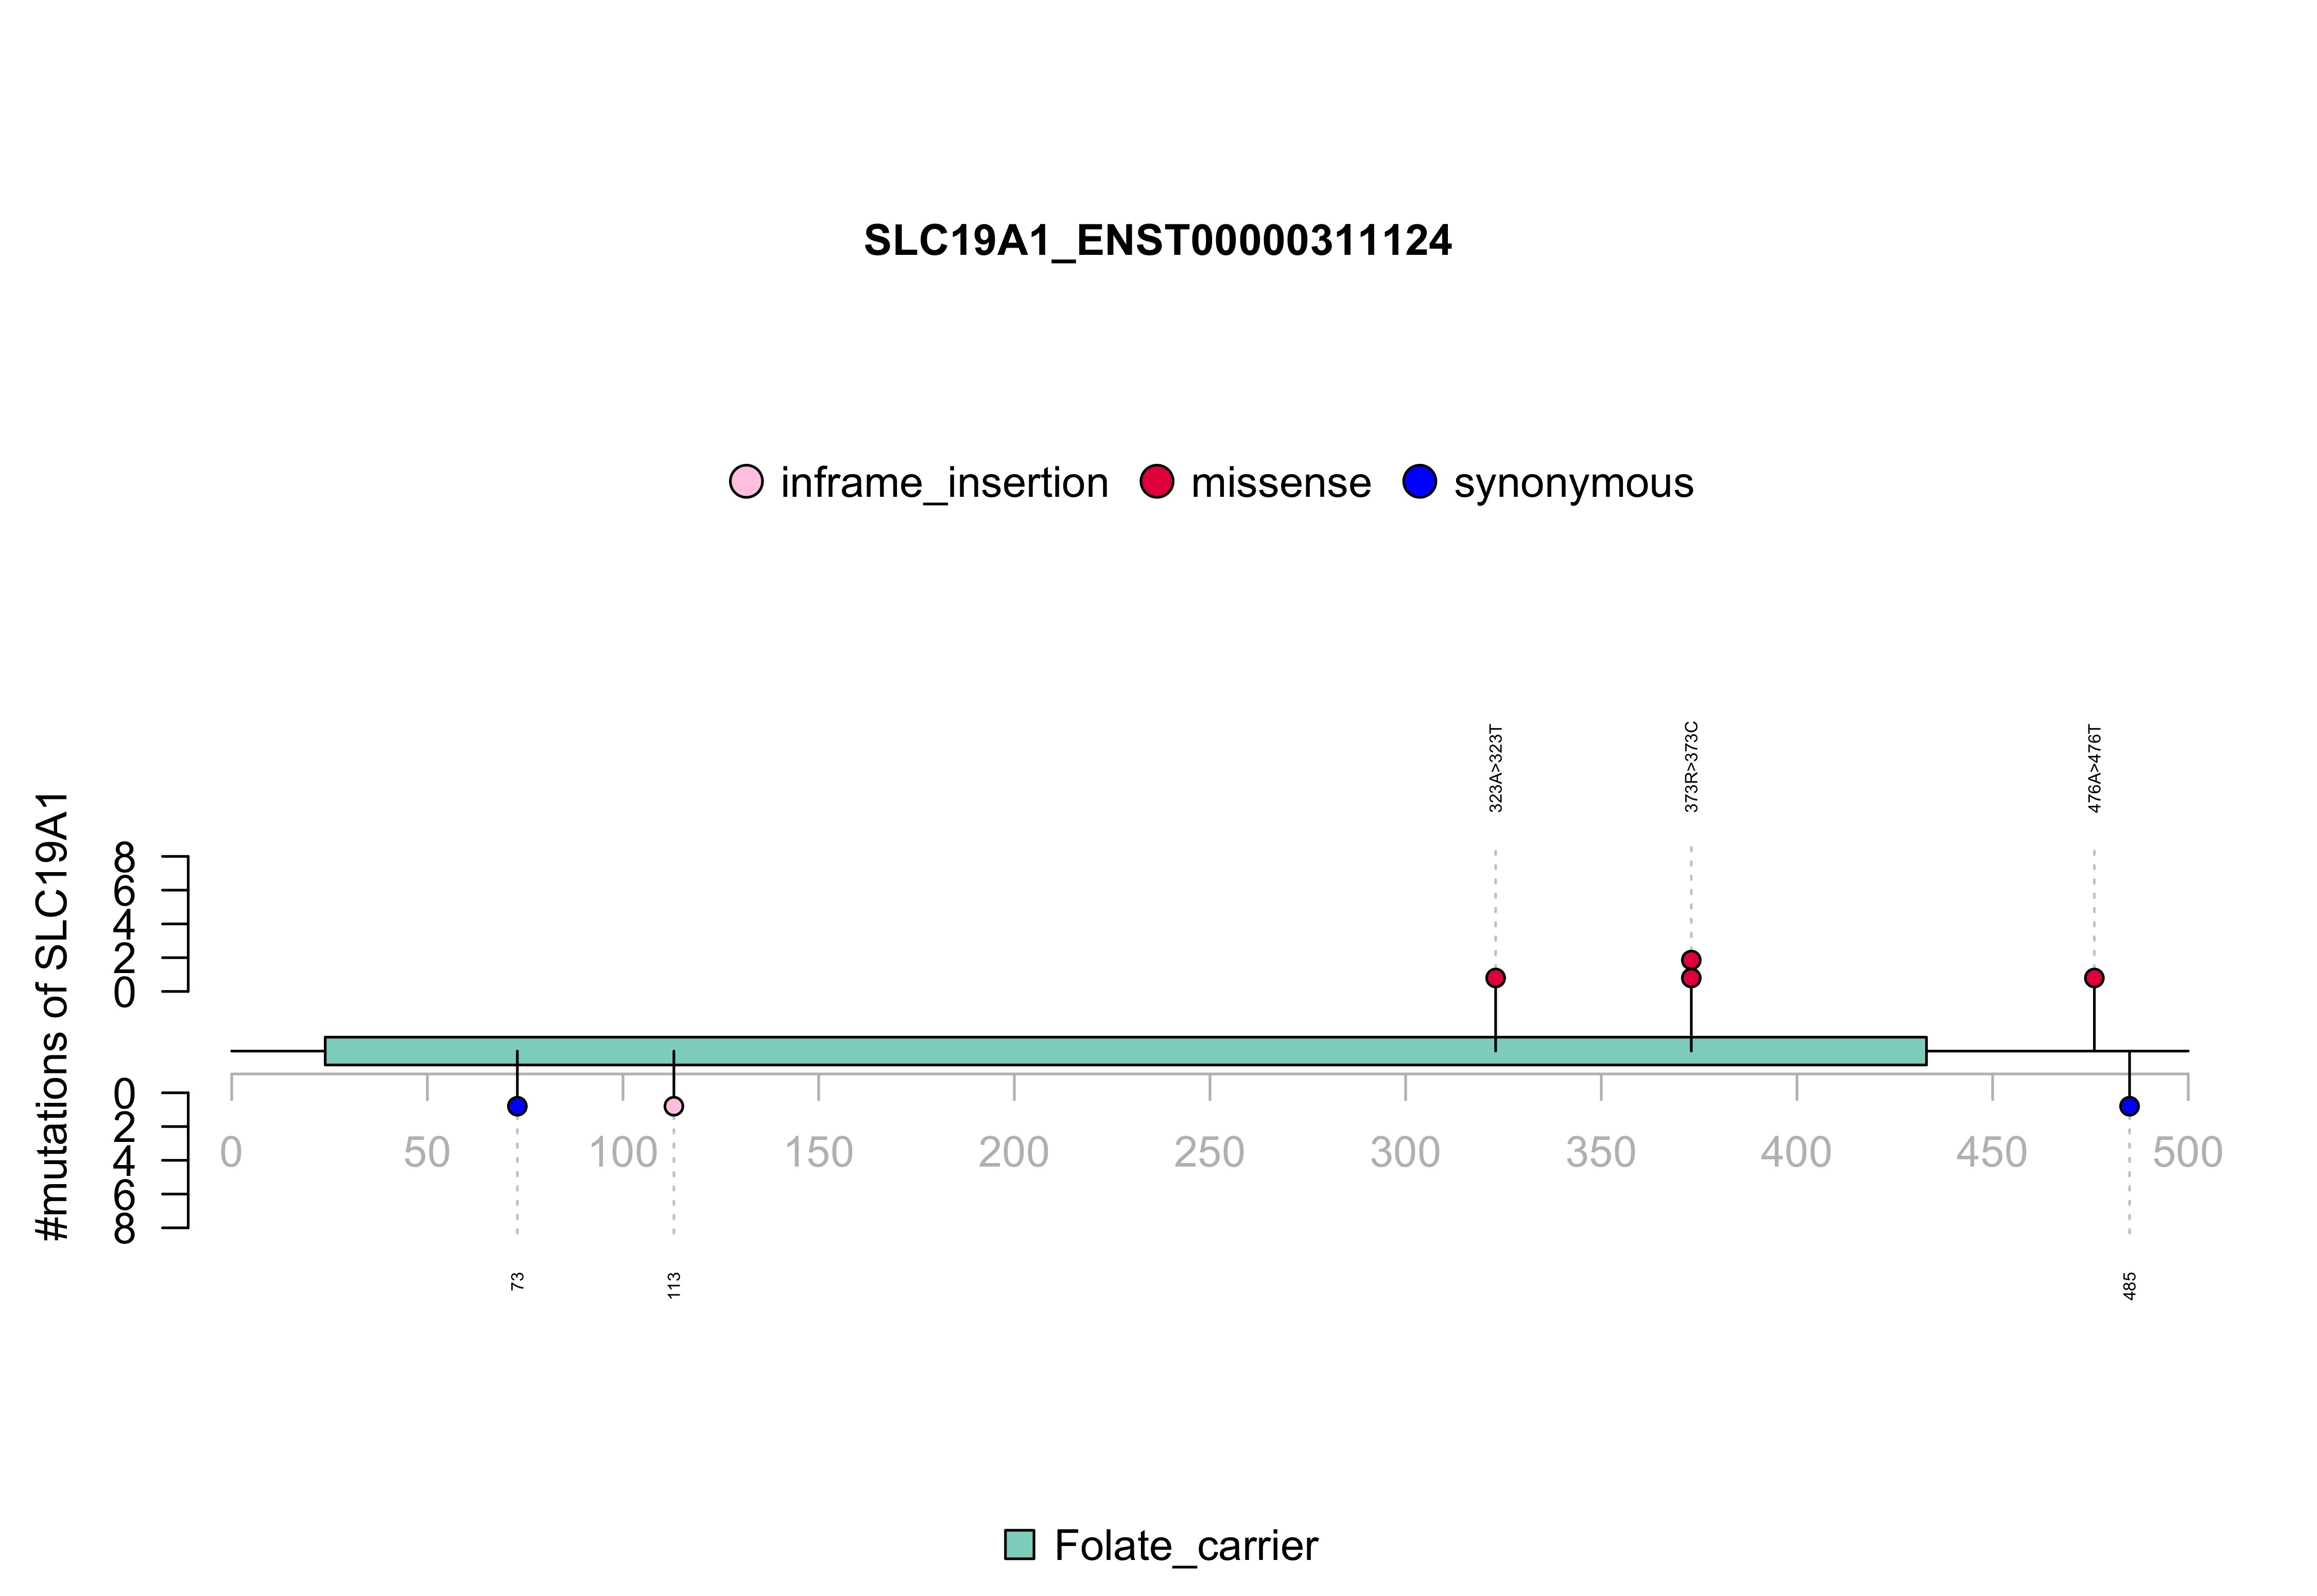 SLC19A1_ENST00000311124
inframe_insertion missense synonymous
323A>323T
373R>373C
476A>476T
#mutations of SLC19A1
8
6
4
2
0
0
2
4
6
8
0 50 100 150 200 250 300 350 400 450 500
73
113
485
Folate_carrier